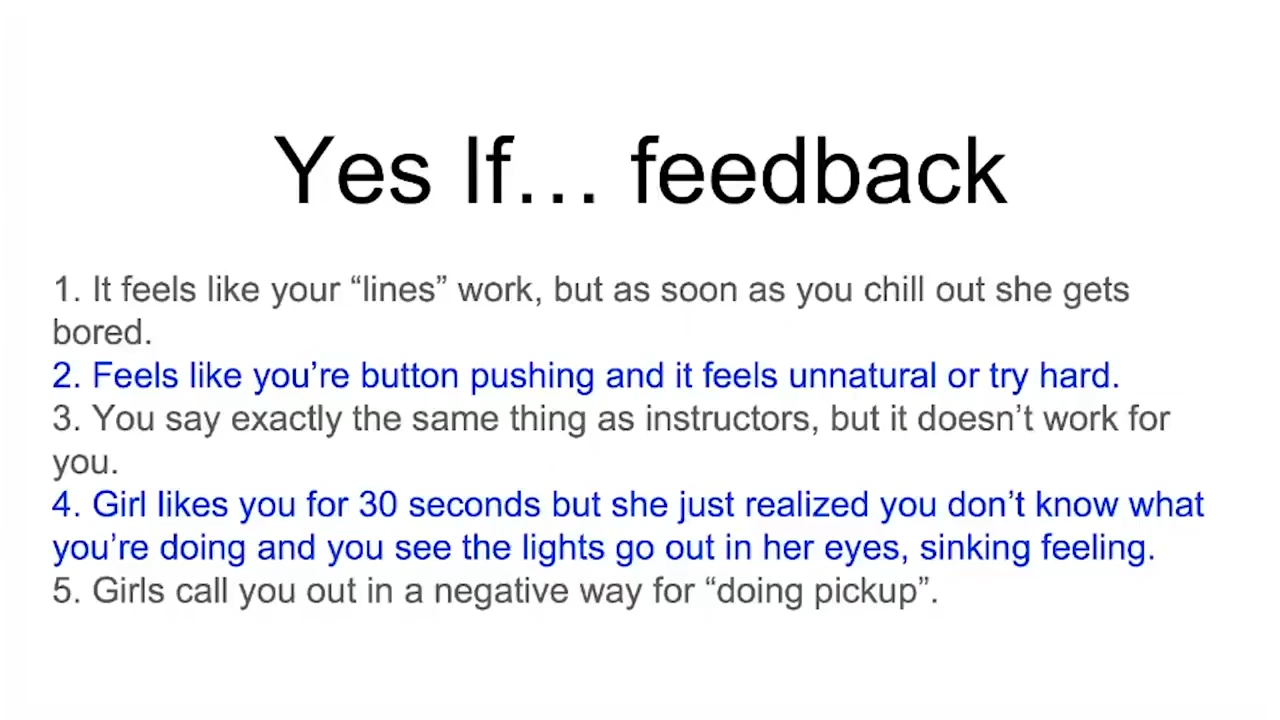 Yes If… feedback
1. It feels like your “lines” work, but as soon as you chill out she gets
bored.
2. Feels like you’re button pushing and it feels unnatural or try hard.
3. You say exactly the same thing as instructors, but it doesn’t work for
you.
4. Girl likes you for 30 seconds but she just realized you don’t know what
you’re doing and you see the lights go out in her eyes, sinking feeling.
5. Girls call you out in a negative way for “doing pickup”.